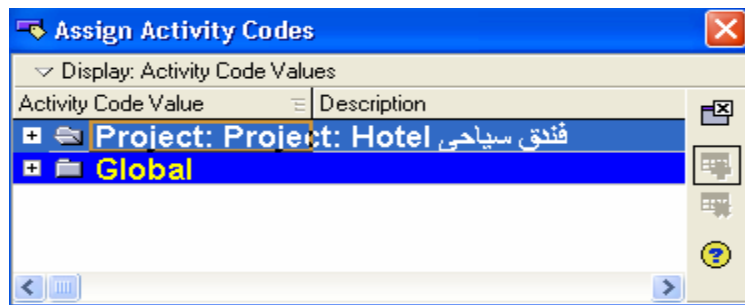 Assign Activity Codes
Display: Activity Code Values
Activity Code Value Description
Project: Project: Hotel فندق سياحى
Global